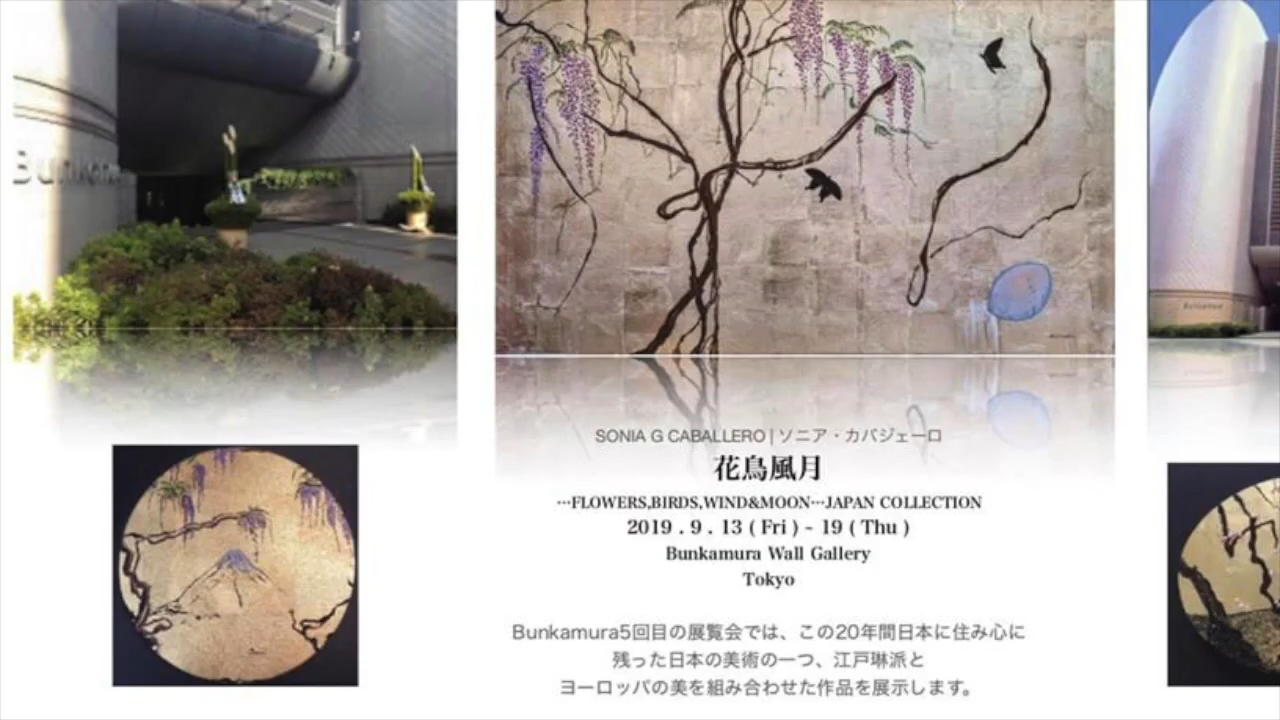 Bunkamura
SONIA G CABALLERO | ソニア・カバジェーロ
花鳥風月
…FLOWERS,BIRDS,WIND&MOON…JAPAN COLLECTION
2019 . 9 . 13 ( Fri ) ~ 19 ( Thu )
Bunkamura Wall Gallery
Tokyo
Bunkamura5回目の展覧会では、この20年間日本に住み心に
残った日本の美術の一つ、江戸琳派と
ヨーロッパの美を組み合わせた作品を展示します。